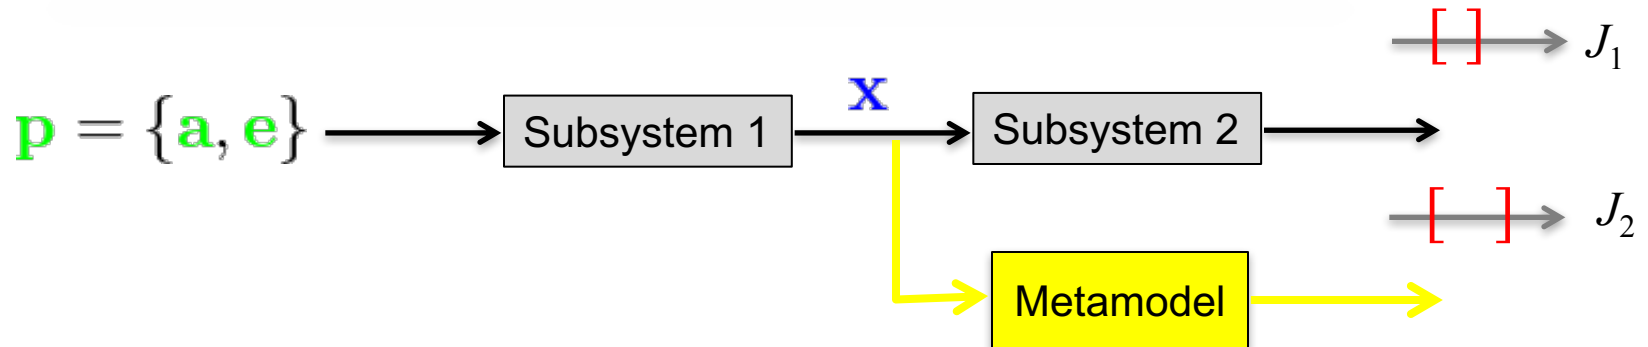 [ ] J₁
p = {a, e}
Subsystem 1
x
Subsystem 2
[ ] J₂
Metamodel